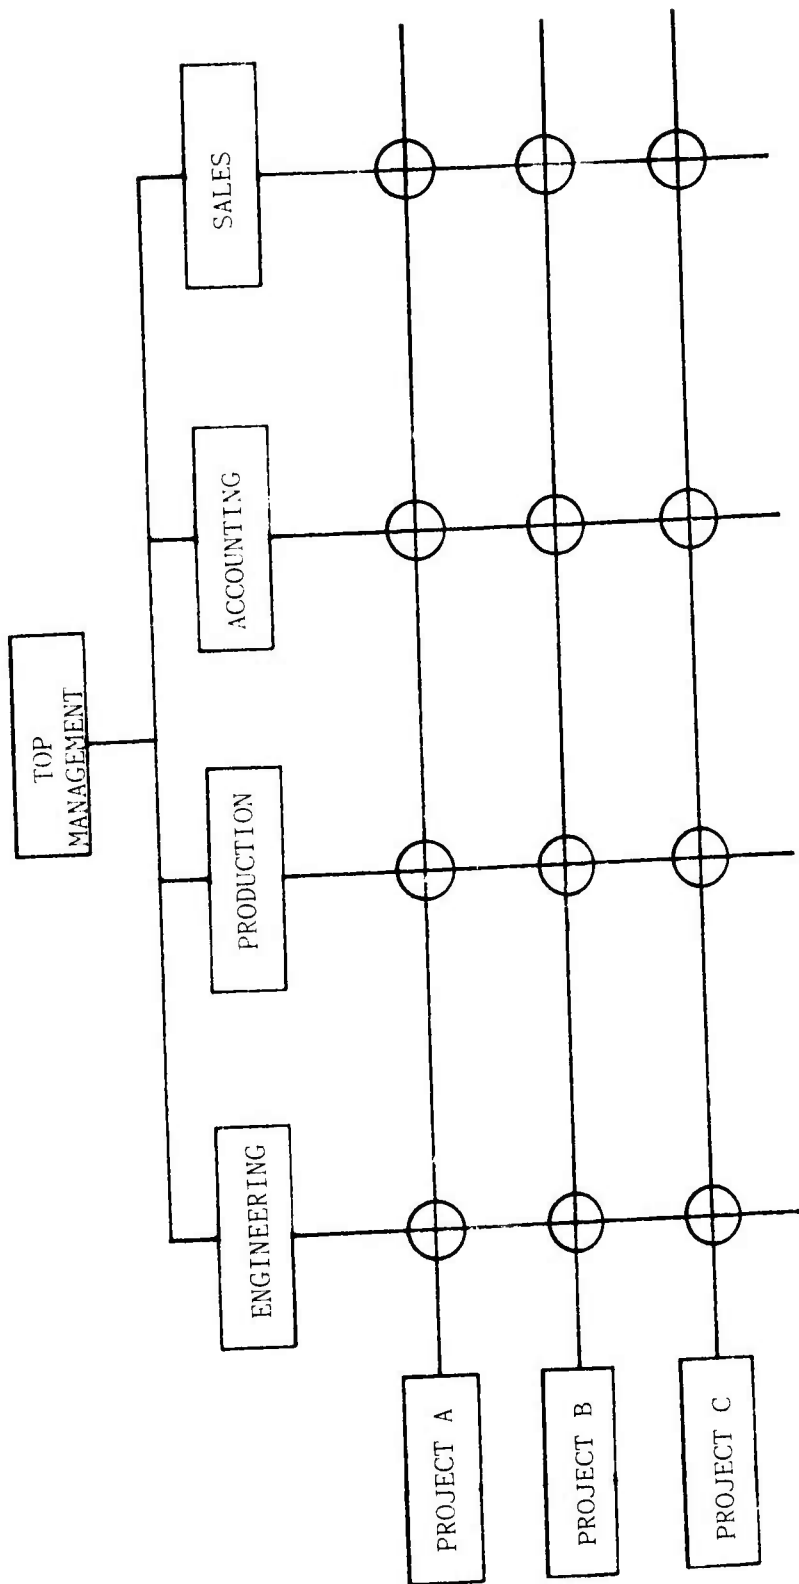 TOP
MANAGEMENT
ENGINEERING
PRODUCTION
ACCOUNTING
SALES
PROJECT A
PROJECT B
PROJECT C